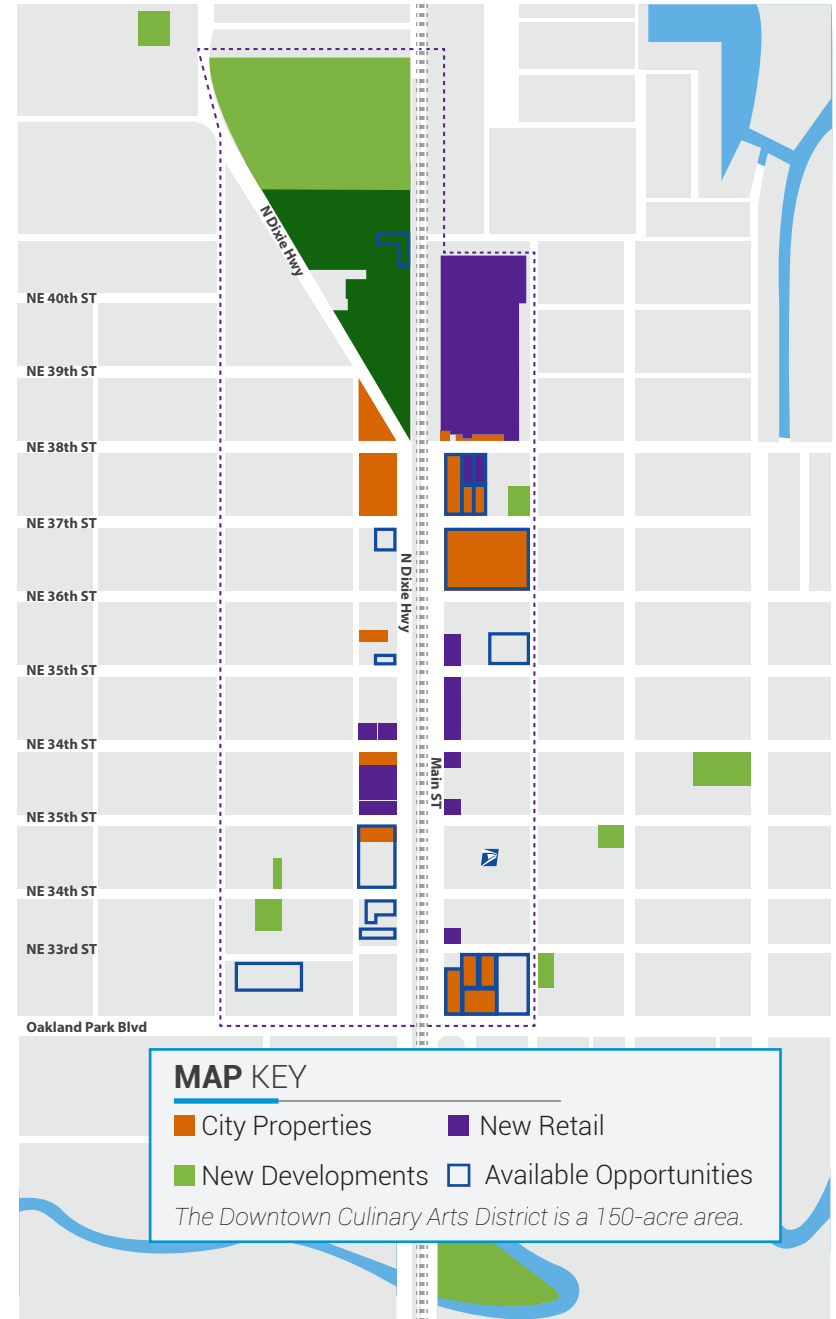 N Dixie Hwy
NE 40th ST
NE 39th ST
NE 38th ST
NE 37th ST
N Dixie Hwy
NE 36th ST
NE 35th ST
NE 34th ST
Main ST
NE 35th ST
NE 34th ST
NE 33rd ST
Oakland Park Blvd
MAP KEY
City Properties
New Retail
New Developments
Available Opportunities
The Downtown Culinary Arts District is a 150-acre area.